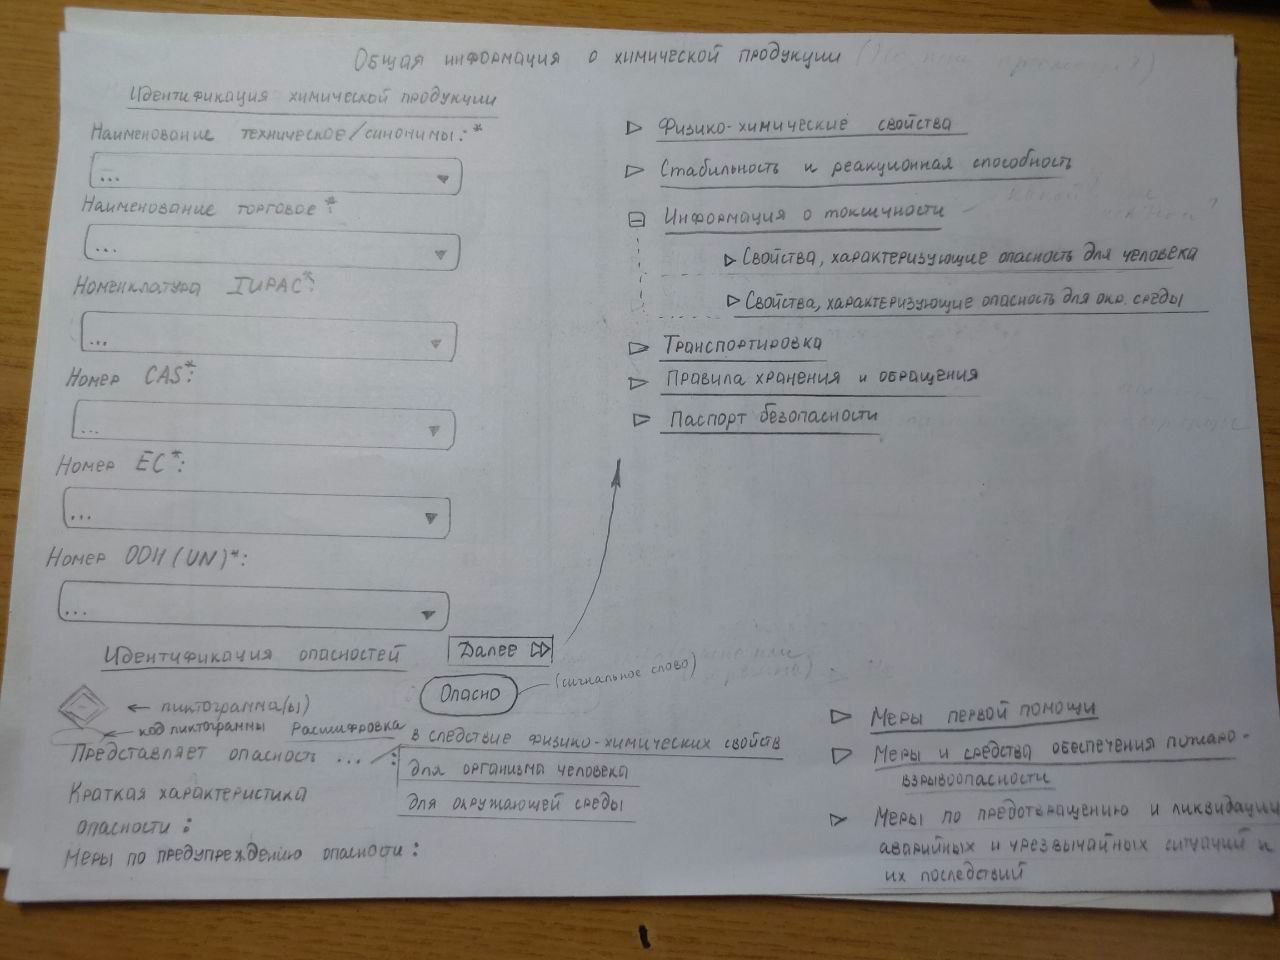 Общая информация о химической продукции
Идентификация химической продукции
Наименование техническое/синонимы:*
...
Наименование торговое*:
...
Номенклатура IUPAC*:
...
Номер CAS*:
...
Номер EC*:
...
Номер ООН (UN)*:
...
Идентификация опасностей
Далее
Опасно
(сигнальное слово)
← пиктограмма(ы)
← код пиктограммы Расшифровка
Представляет опасность ... :
в следствие физико-химических свойств
для организма человека
для окружающей среды
Краткая характеристика
опасности:
Меры по предупреждению опасности:
Физико-химические свойства
Стабильность и реакционная способность
Информация о токсичности
Свойства, характеризующие опасность для человека
Свойства, характеризующие опасность для окр. среды
Транспортировка
Правила хранения и обращения
Паспорт безопасности
Меры первой помощи
Меры и средства обеспечения пожаро-
взрывоопасности
Меры по предотвращению и ликвидации
аварийных и чрезвычайных ситуаций и
их последствий